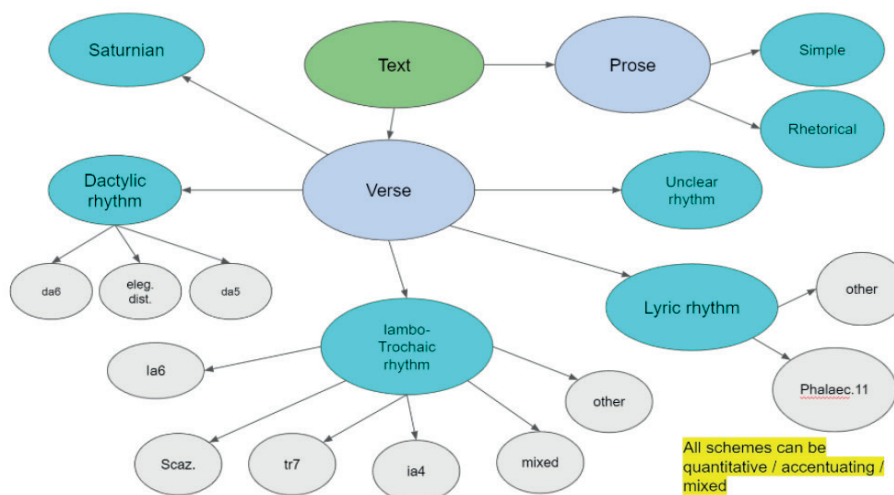 Saturnian
Text
Prose
Simple
Rhetorical
Dactylic
rhythm
Verse
Unclear
rhythm
da6
eleg.
dist.
da5
Lyric rhythm
other
Iambo-
Trochaic
rhythm
Ia6
other
Phalaec.11
Scaz.
tr7
ia4
mixed
All schemes can be
quantitative / accentuating /
mixed